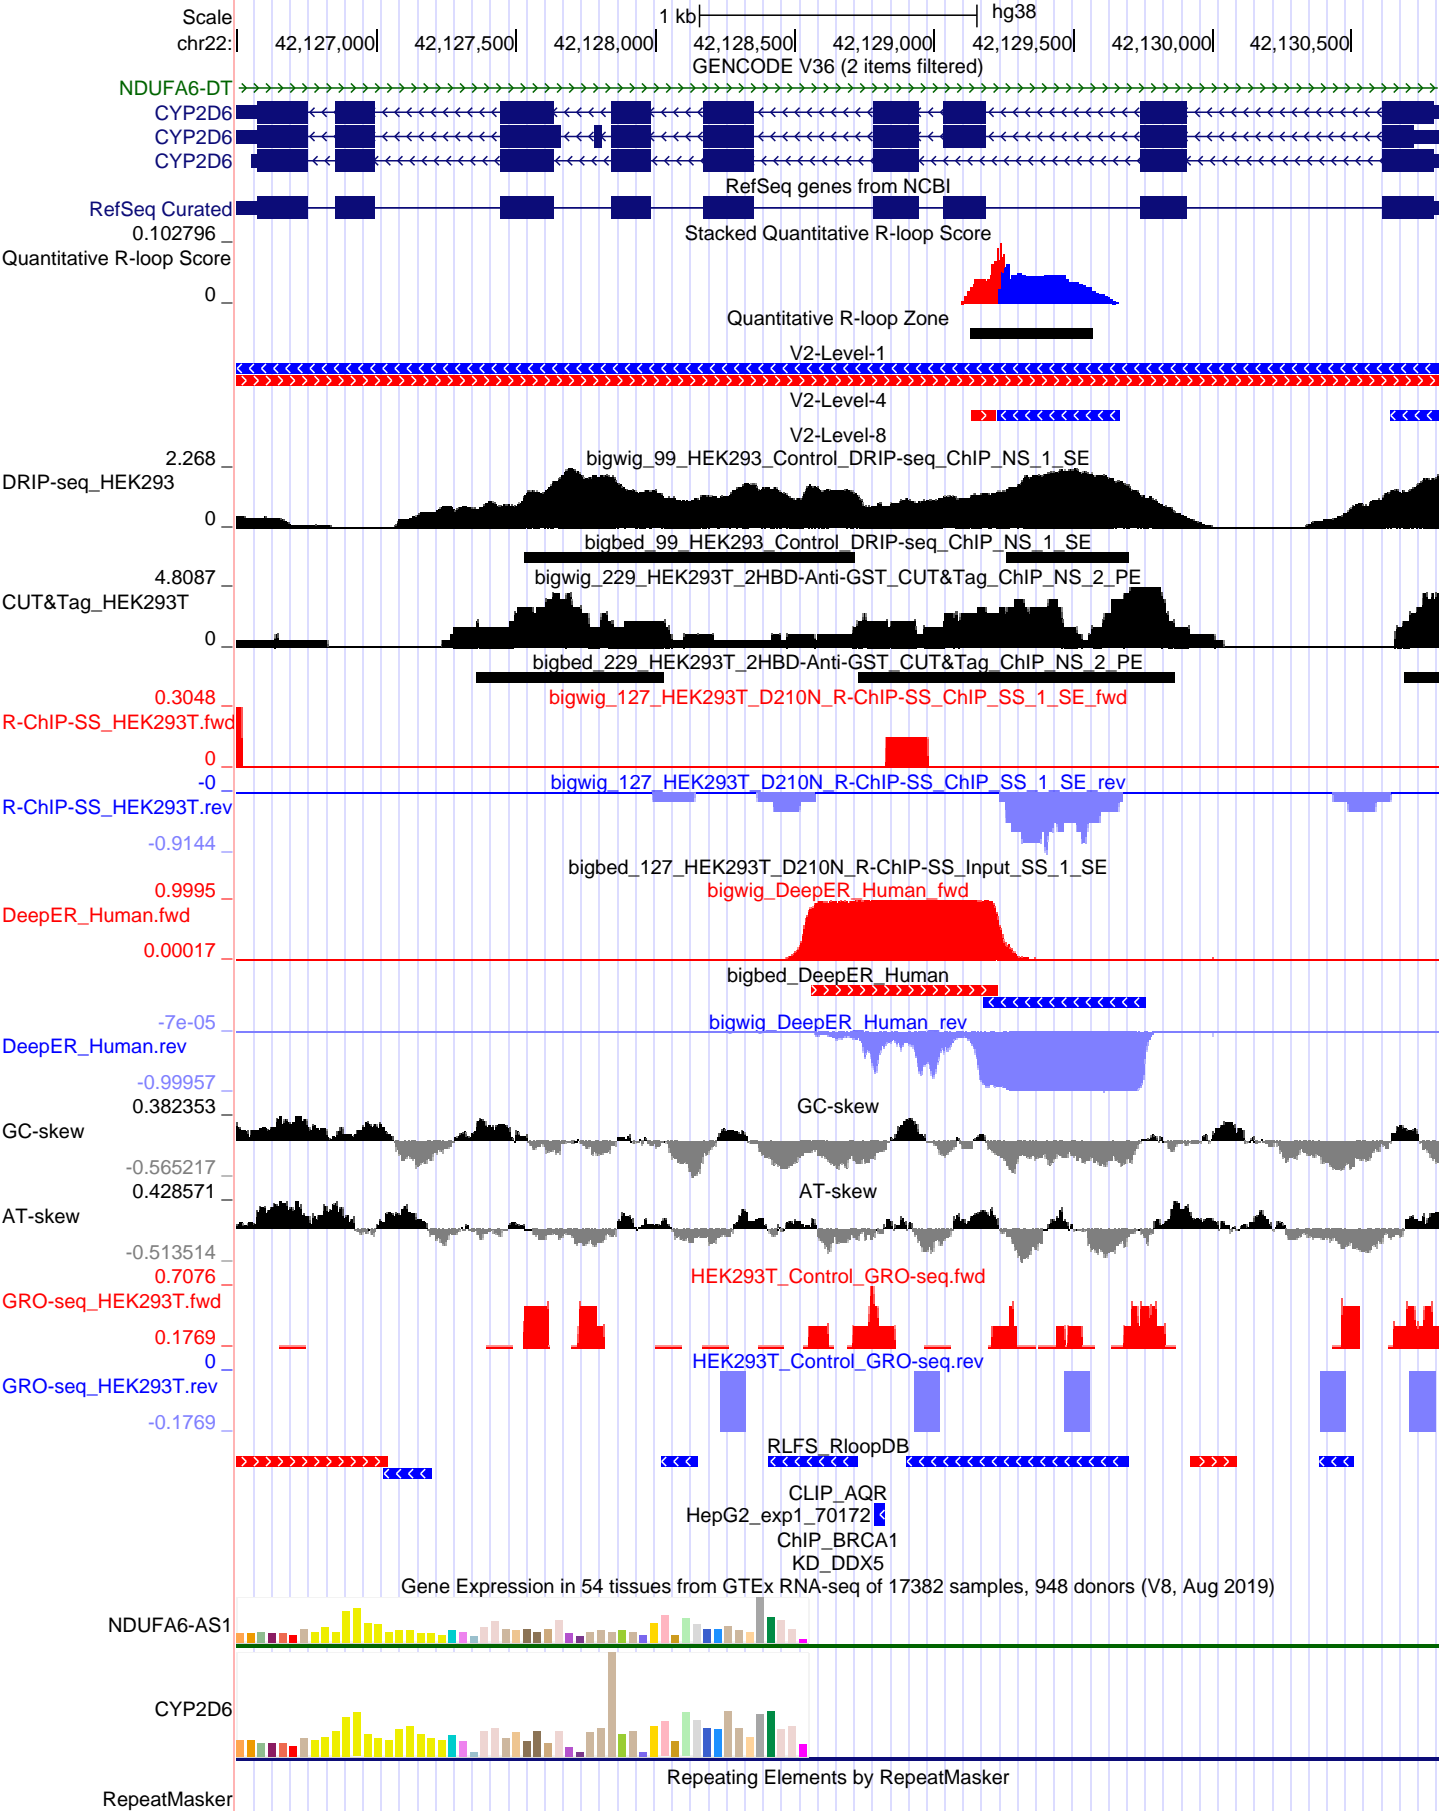 Scale 1 kb hg38
chr22: 42,127,000 42,127,500 42,128,000 42,128,500 42,129,000 42,129,500 42,130,000 42,130,500
GENCODE V36 (2 items filtered)
NDUFA6-DT
CYP2D6
CYP2D6
CYP2D6
RefSeq genes from NCBI
RefSeq Curated
0.102796 _ Stacked Quantitative R-loop Score
Quantitative R-loop Score
0 _
Quantitative R-loop Zone
V2-Level-1
V2-Level-4
V2-Level-8
2.268 _ bigwig_99_HEK293_Control_DRIP-seq_ChIP_NS_1_SE
DRIP-seq_HEK293
0 _
bigbed_99_HEK293_Control_DRIP-seq_ChIP_NS_1_SE
4.8087 _ bigwig_229_HEK293T_2HBD-Anti-GST_CUT&Tag_ChIP_NS_2_PE
CUT&Tag_HEK293T
0 _
bigbed_229_HEK293T_2HBD-Anti-GST_CUT&Tag_ChIP_NS_2_PE
0.3048 _ bigwig_127_HEK293T_D210N_R-ChIP-SS_ChIP_SS_1_SE_fwd
R-ChIP-SS_HEK293T.fwd
0 _
-0 _ bigwig_127_HEK293T_D210N_R-ChIP-SS_ChIP_SS_1_SE_rev
R-ChIP-SS_HEK293T.rev
-0.9144 _
bigbed_127_HEK293T_D210N_R-ChIP-SS_Input_SS_1_SE
0.9995 _ bigwig_DeepER_Human_fwd
DeepER_Human.fwd
0.00017 _
bigbed_DeepER_Human
-7e-05 _ bigwig_DeepER_Human_rev
DeepER_Human.rev
-0.99957 _
0.382353 _ GC-skew
GC-skew
-0.565217 _
0.428571 _ AT-skew
AT-skew
-0.513514 _
0.7076 _ HEK293T_Control_GRO-seq.fwd
GRO-seq_HEK293T.fwd
0.1769 _
0 _ HEK293T_Control_GRO-seq.rev
GRO-seq_HEK293T.rev
-0.1769 _
RLFS_RloopDB
CLIP_AQR
HepG2_exp1_70172
ChIP_BRCA1
KD_DDX5
Gene Expression in 54 tissues from GTEx RNA-seq of 17382 samples, 948 donors (V8, Aug 2019)
NDUFA6-AS1
CYP2D6
Repeating Elements by RepeatMasker
RepeatMasker